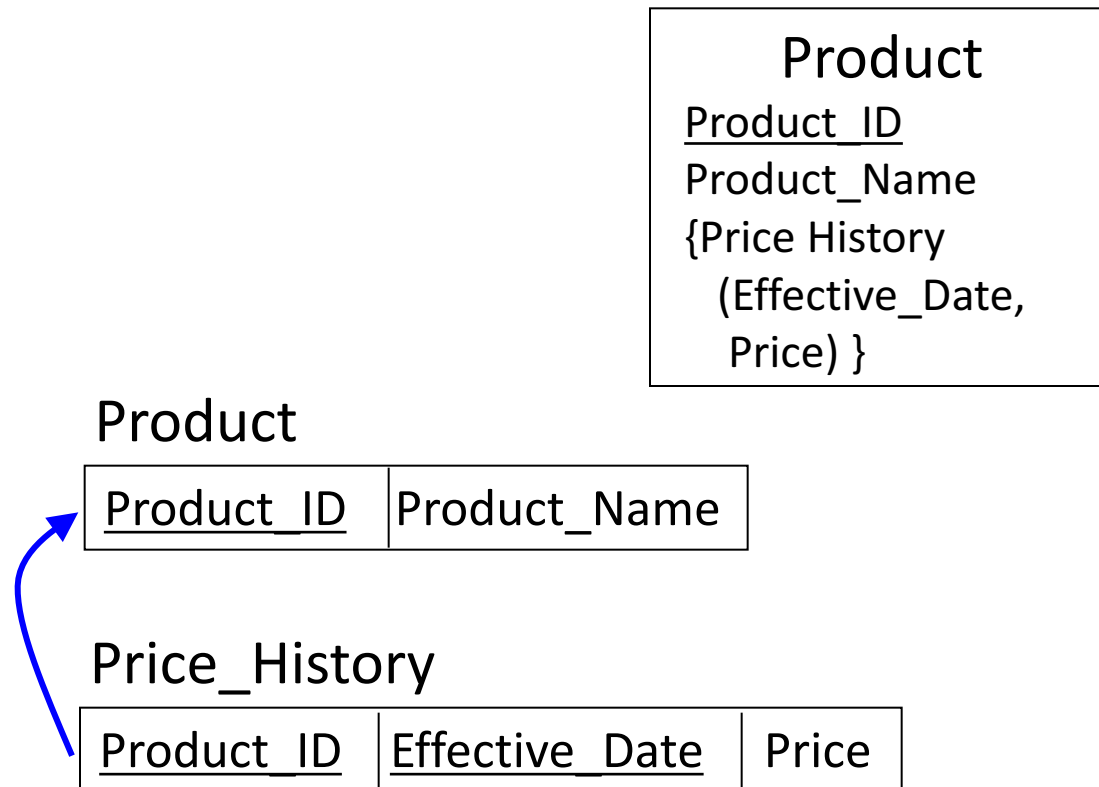 Product
Product_ID
Product_Name
{Price History
(Effective_Date,
Price) }
Product
Product_ID Product_Name
Price_History
Product_ID Effective_Date Price